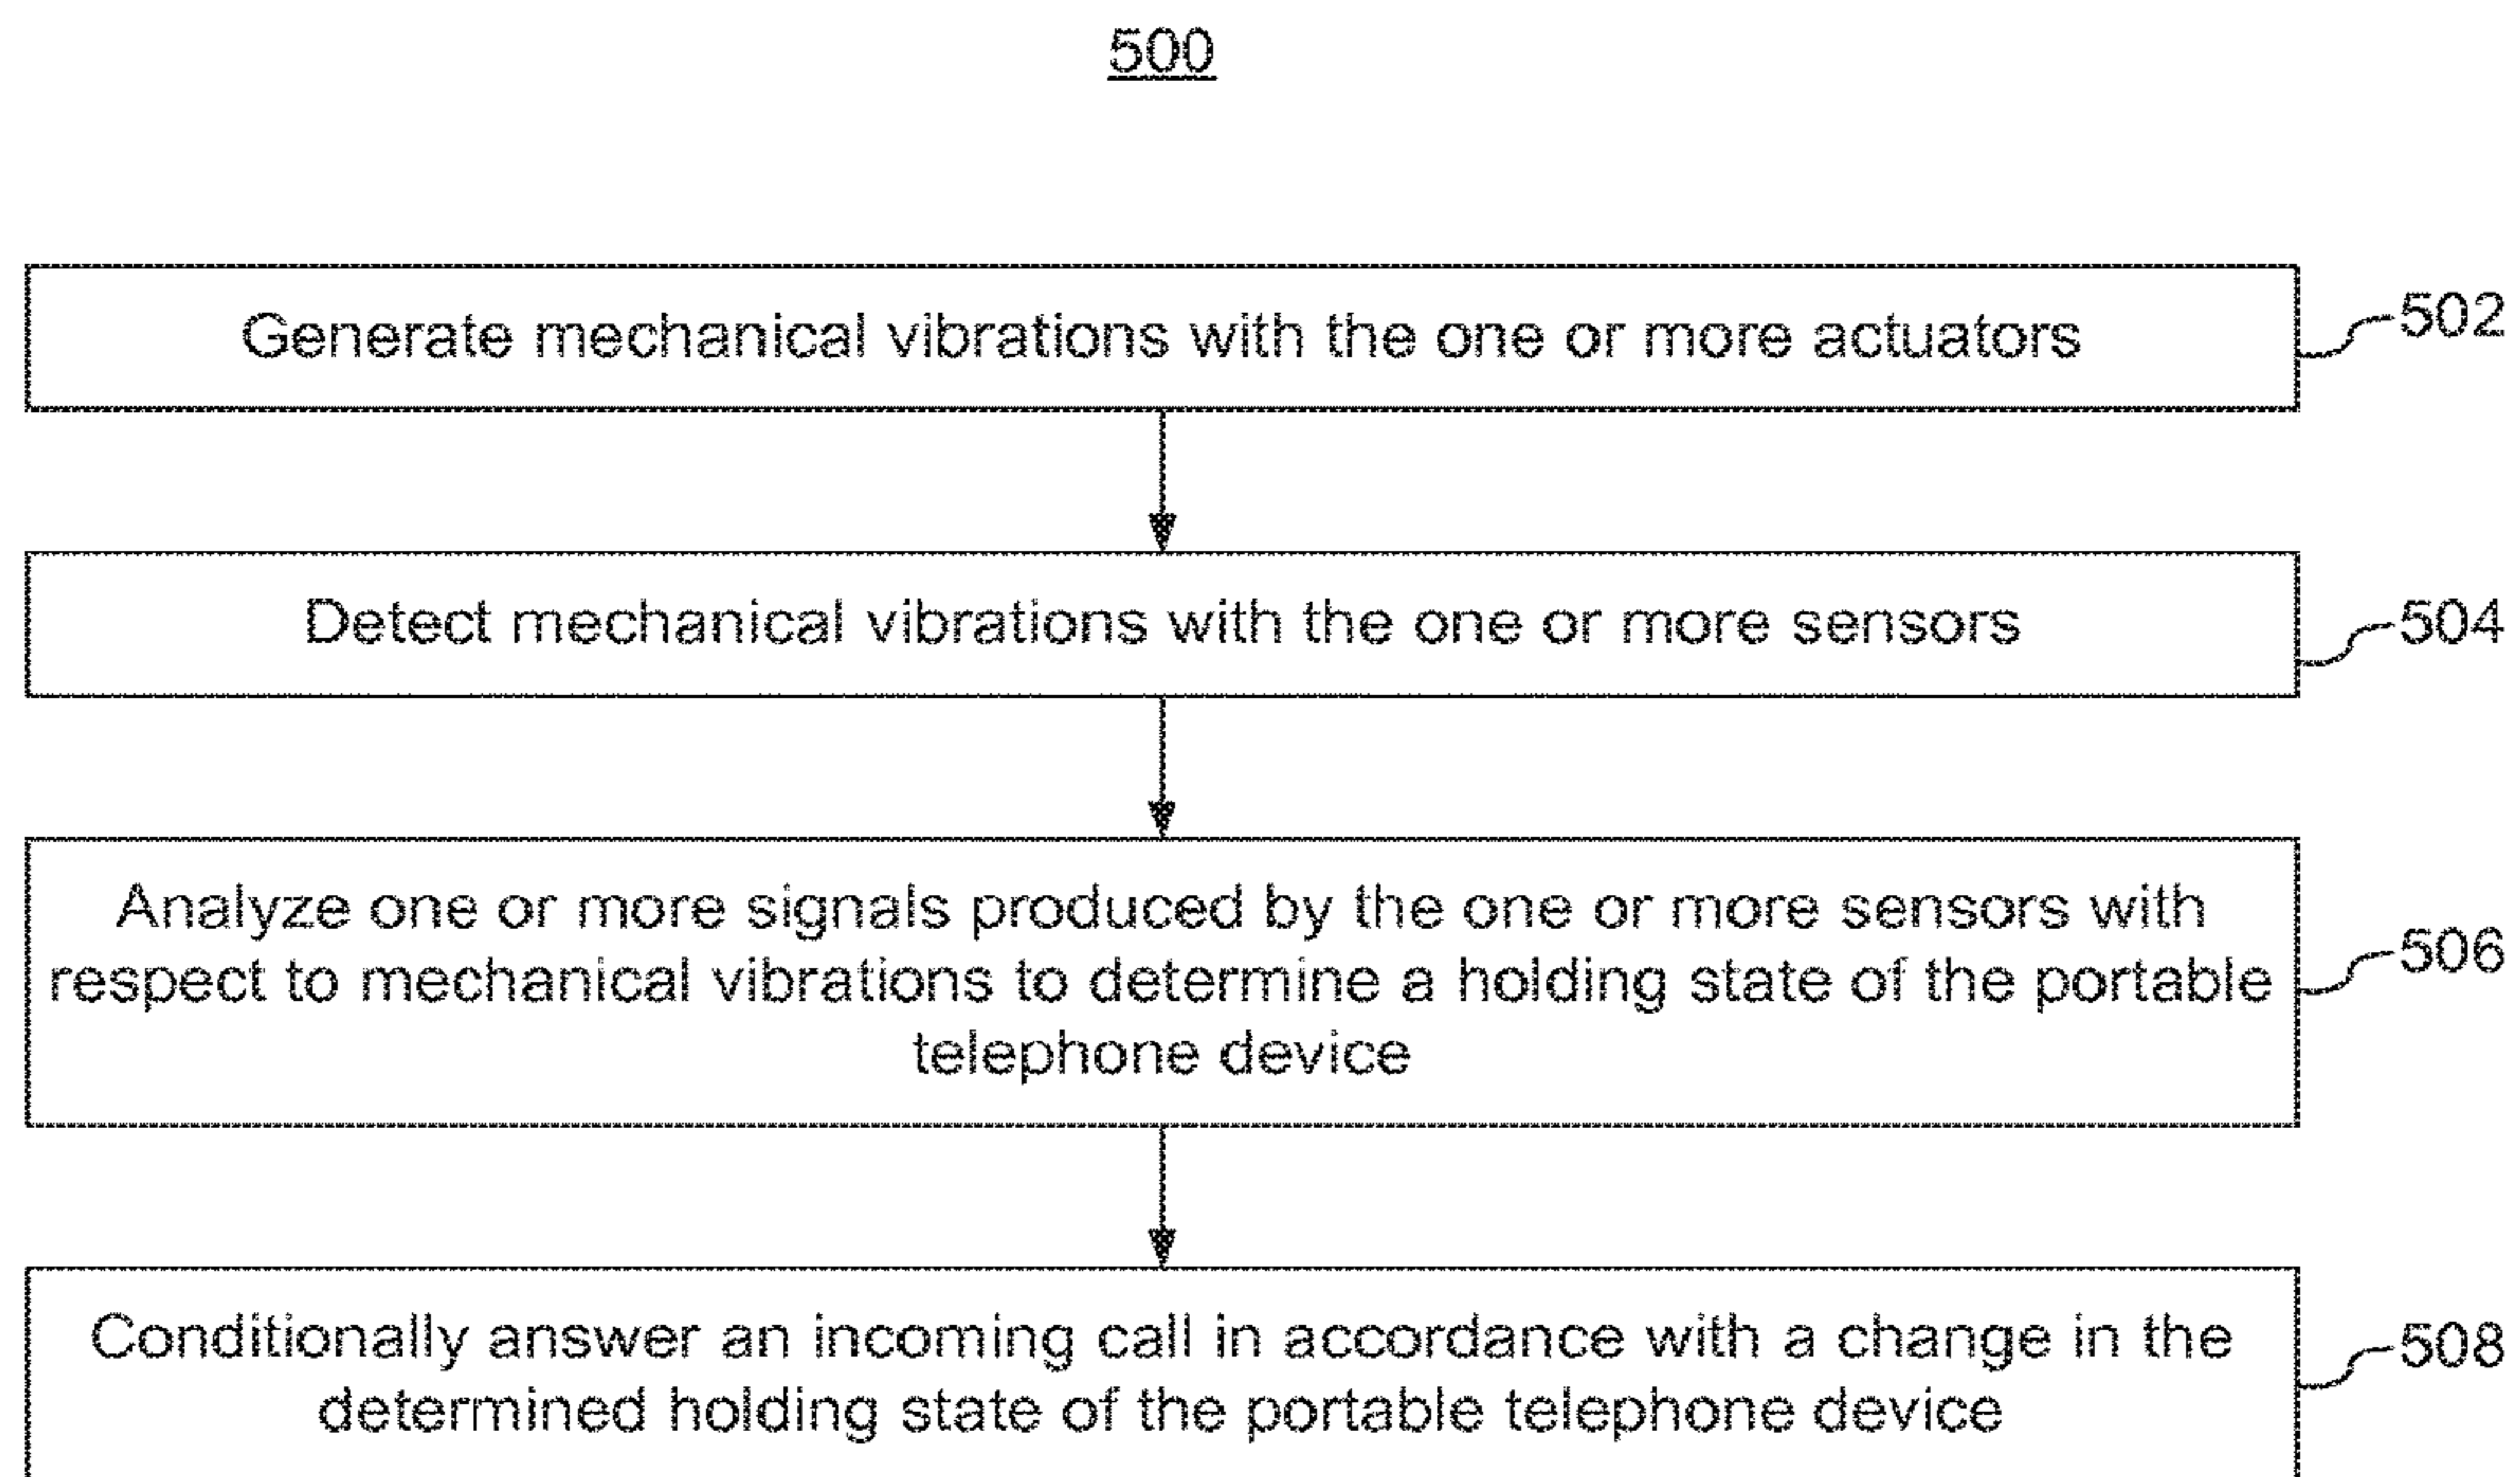 500
Generate mechanical vibrations with the one or more actuators
502
Detect mechanical vibrations with the one or more sensors
504
Analyze one or more signals produced by the one or more sensors with
respect to mechanical vibrations to determine a holding state of the portable
telephone device
506
Conditionally answer an incoming call in accordance with a change in the
determined holding state of the portable telephone device
508